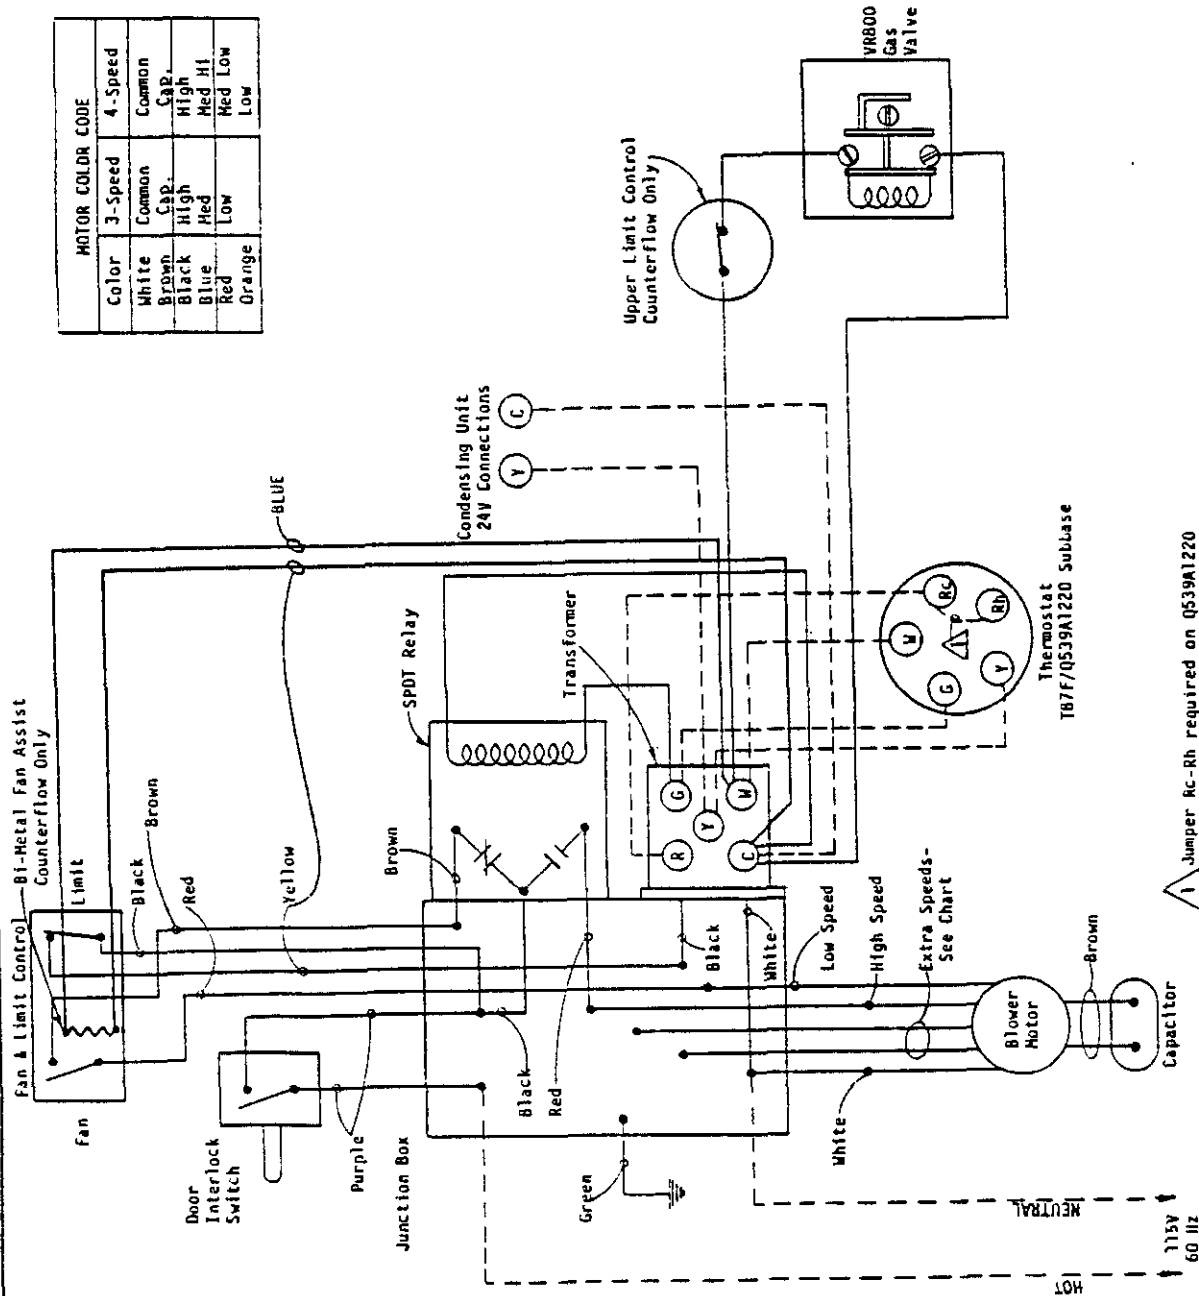 MOTOR COLOR CODE
Color 3-Speed 4-Speed
White Common Common
Brown Cap. Cap.
Black High High
Blue Med Med HI
Red Low Med Low
Orange Low
Fan & Limit Control
Bi-Metal Fan Assist
Counterflow Only
Limit
Fan
Black
Brown
Red
Yellow
BLUE
Door
Interlock
Switch
Purple
Junction Box
Brown
SPDT Relay
Transformer
Condensing Unit
24V Connections
Y
C
Upper Limit Control
Counterflow Only
VR800
Gas
Valve
R
G
Y
C
W
G
W
Rc
Y
Rh
1
Thermostat
T87F/Q539A1220 Subbase
Black
Red
Black
White
Green
Low Speed
High Speed
Extra Speeds-
See Chart
White
Blower
Motor
Brown
Capacitor
HOT
NEUTRAL
115V
60 Hz
1 Jumper Rc-Rh required on Q539A1220